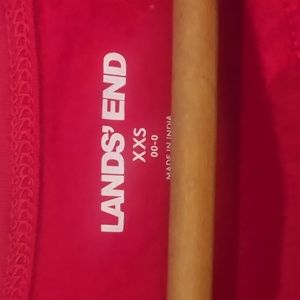 LANDS' END
XXS
00-0
MADE IN INDIA